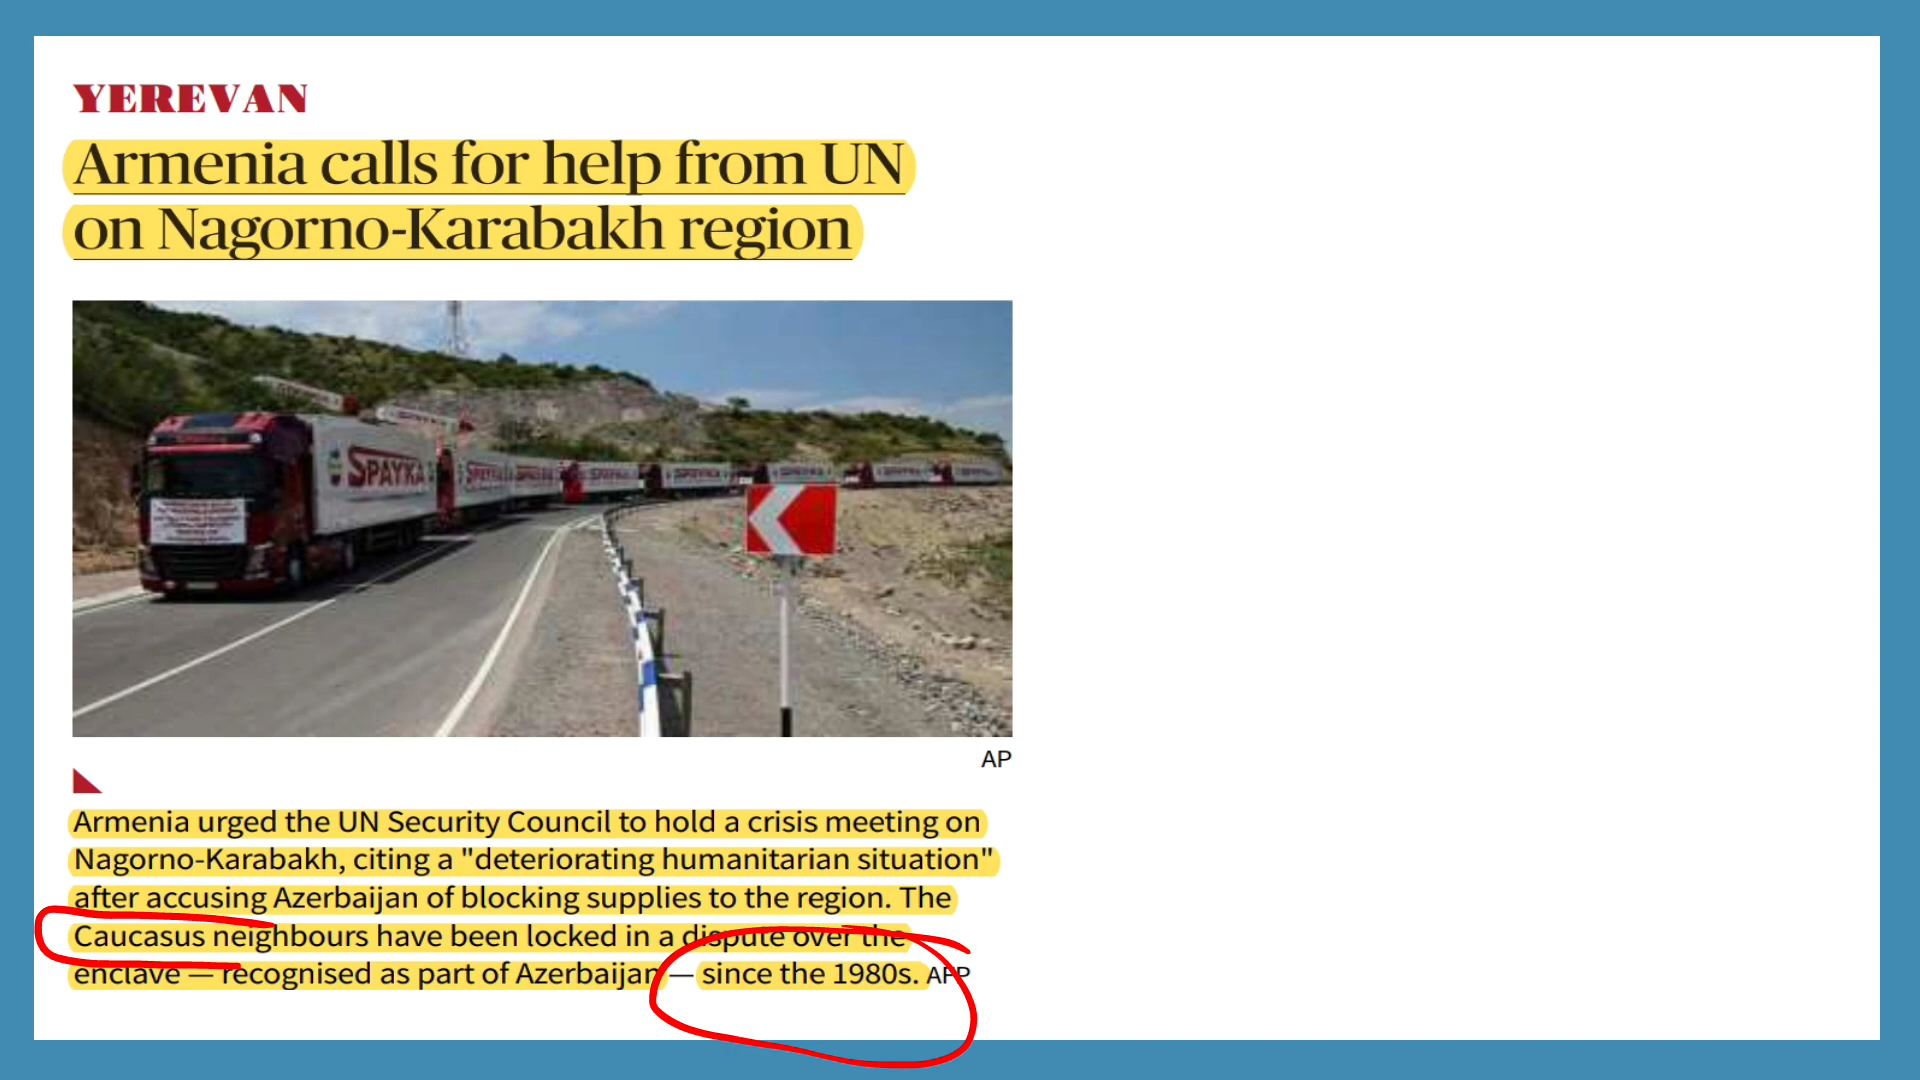 YEREVAN
Armenia calls for help from UN
on Nagorno-Karabakh region
SPAYKA
AP
Armenia urged the UN Security Council to hold a crisis meeting on
Nagorno-Karabakh, citing a "deteriorating humanitarian situation"
after accusing Azerbaijan of blocking supplies to the region. The
Caucasus neighbours have been locked in a dispute over the
enclave — recognised as part of Azerbaijan — since the 1980s. AFP